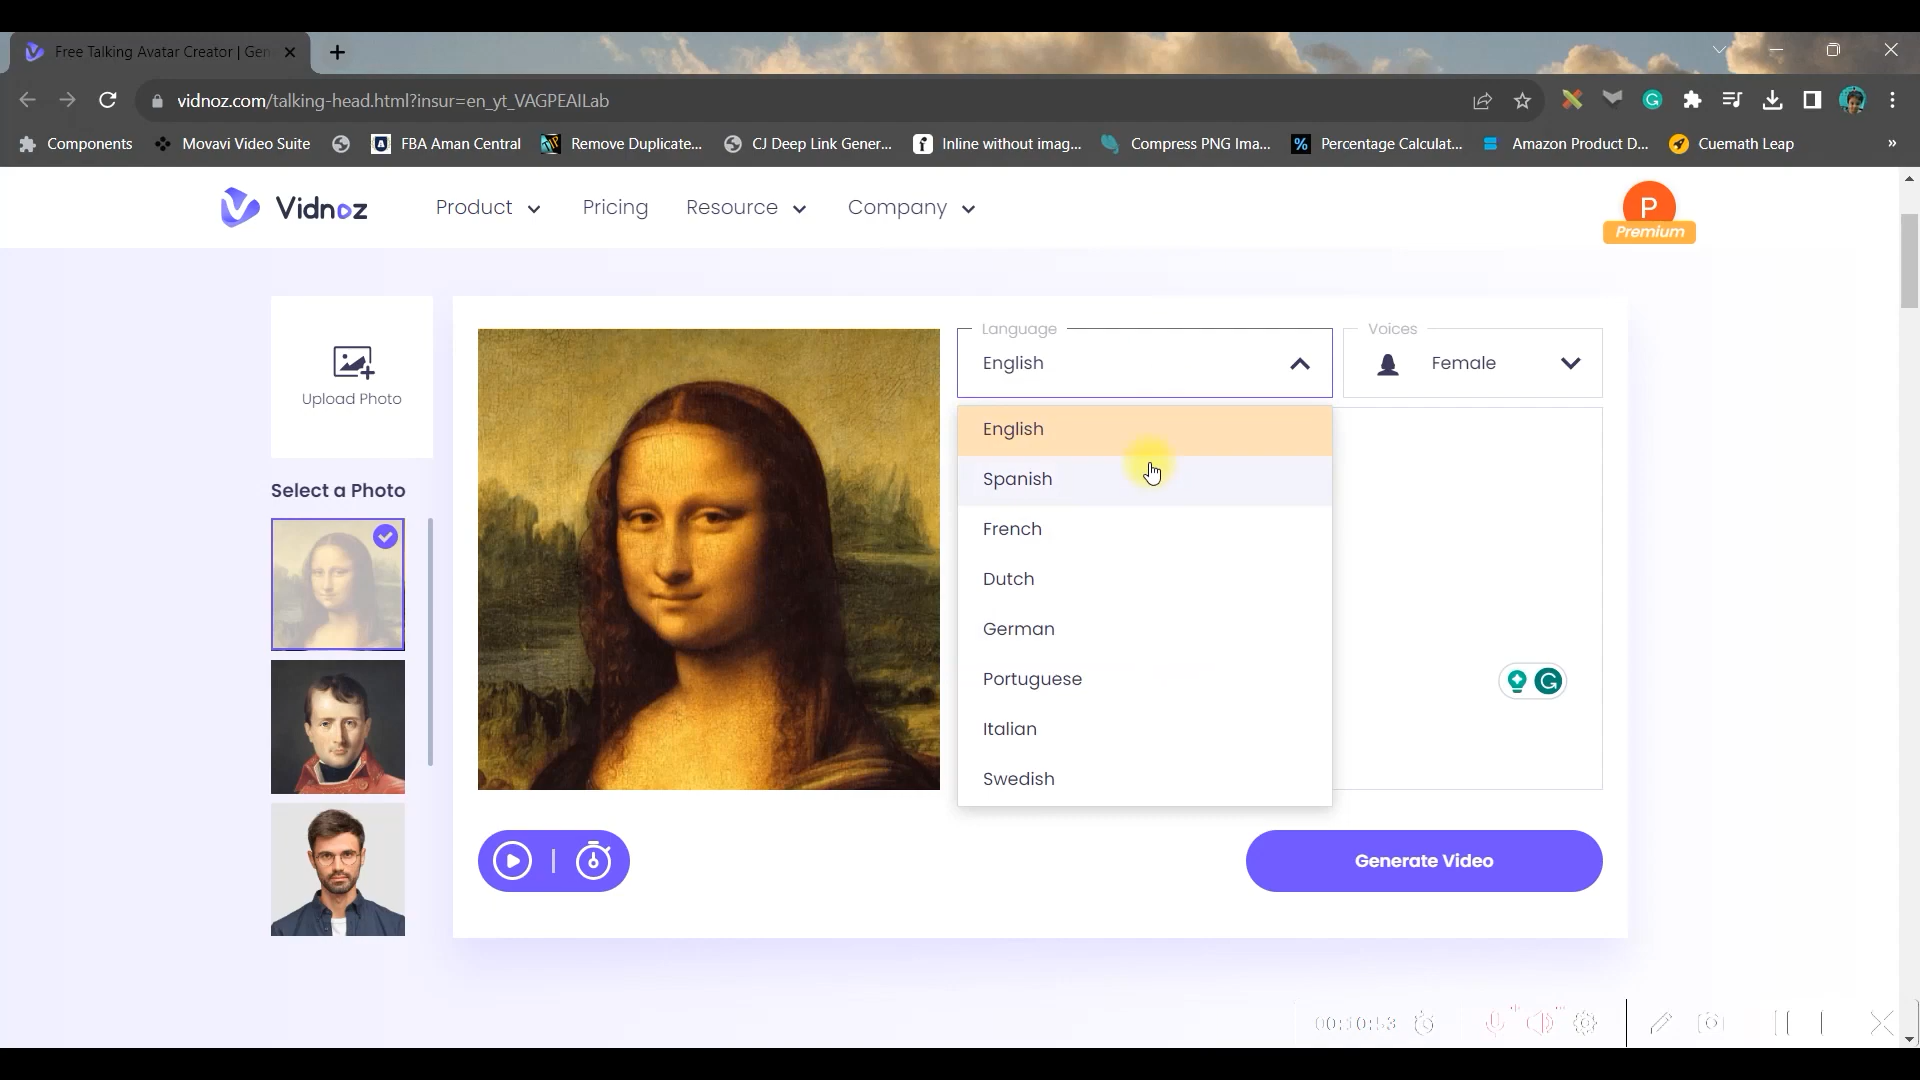 Free Talking Avatar Creator | Gen
vidnoz.com/talking-head.html?insur=en_yt_VAGPEAILab
Components
Movavi Video Suite
FBA Aman Central
Remove Duplicate...
CJ Deep Link Gener...
Inline without imag...
Compress PNG Ima...
% Percentage Calculat...
Amazon Product D...
Cuemath Leap
»
Vidnoz
Product
Pricing
Resource
Company
P
Premium
Upload Photo
Select a Photo
Language
English
Voices
Female
English
Spanish
French
Dutch
German
Portuguese
Italian
Swedish
Generate Video
00:10:53